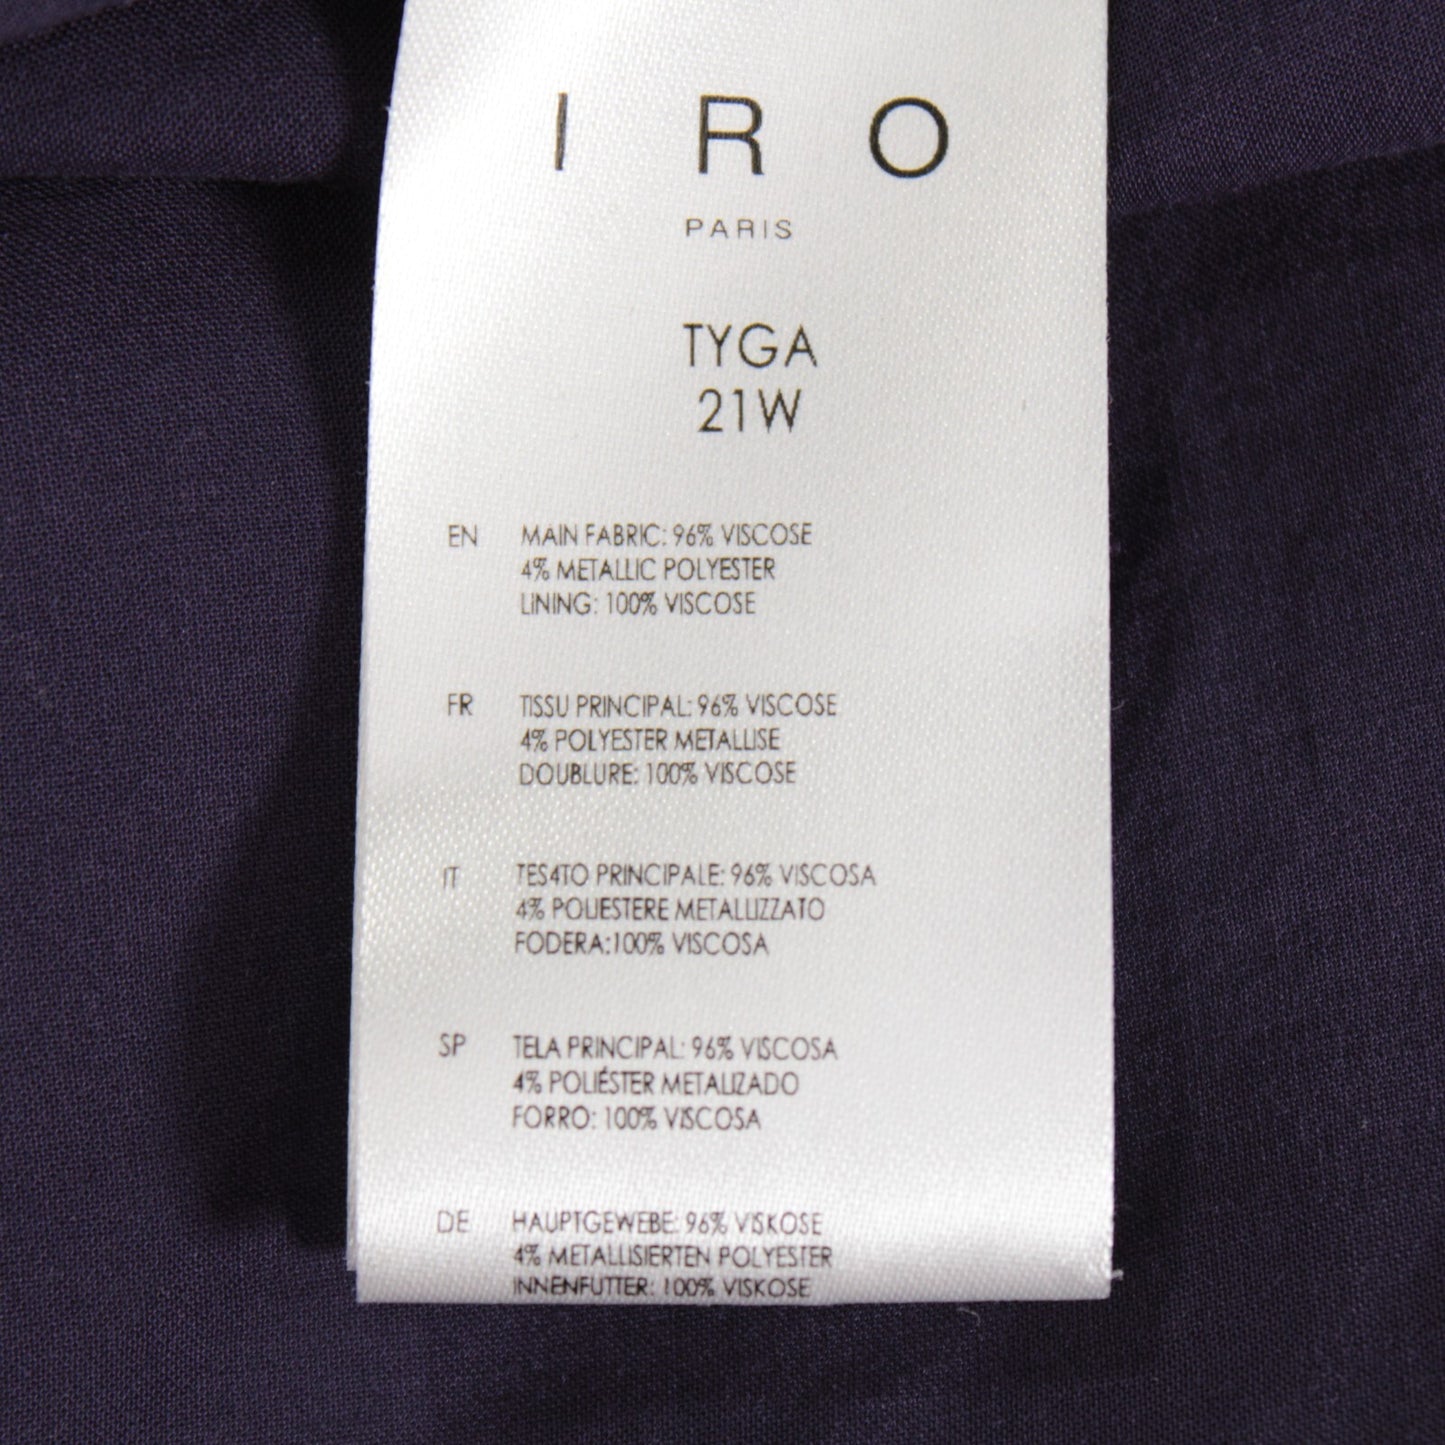 IRO
PARIS
TYGA
21W
EN MAIN FABRIC: 96% VISCOSE
4% METALLIC POLYESTER
LINING: 100% VISCOSE
FR TISSU PRINCIPAL: 96% VISCOSE
4% POLYESTER METALLISE
DOUBLURE: 100% VISCOSE
IT TES4TO PRINCIPALE: 96% VISCOSA
4% POLIESTERE METALLIZZATO
FODERA:100% VISCOSA
SP TELA PRINCIPAL: 96% VISCOSA
4% POLIÉSTER METALIZADO
FORRO: 100% VISCOSA
DE HAUPTGEWEBE: 96% VISKOSE
4% METALLISIERTEN POLYESTER
INNENFUTTER: 100% VISKOSE